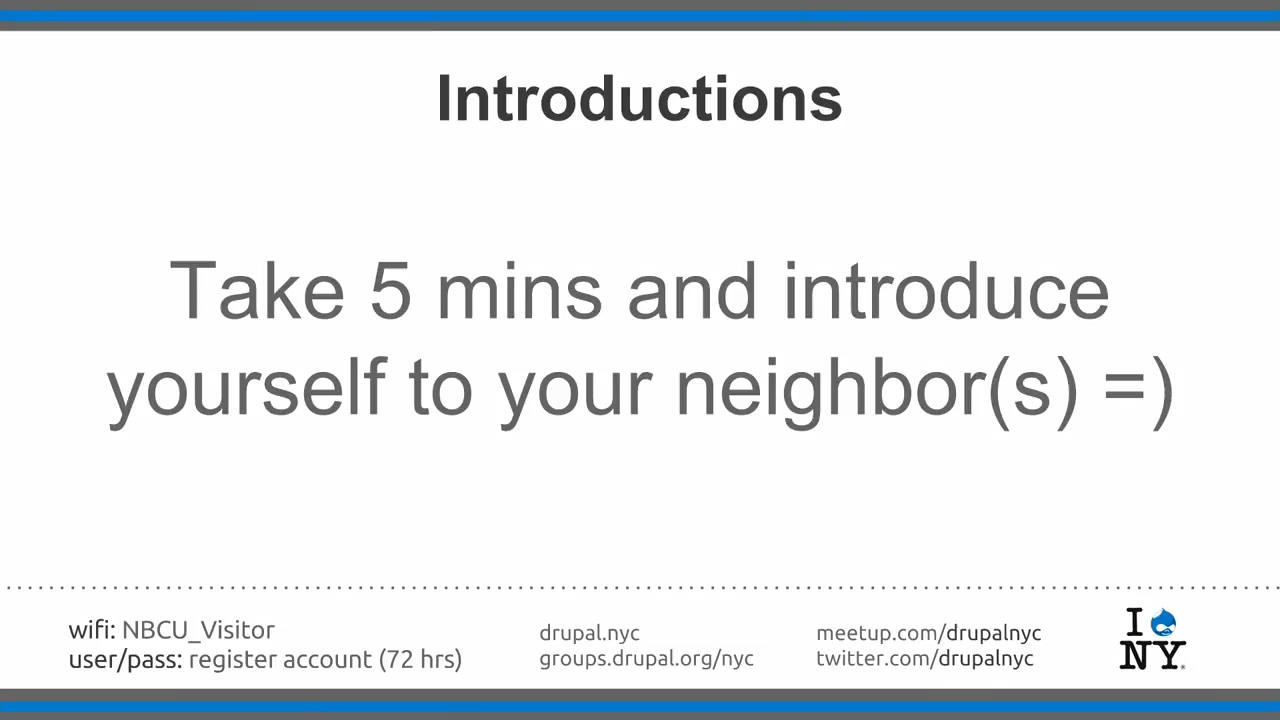 Introductions
Take 5 mins and introduce
yourself to your neighbor(s) =)
wifi: NBCU_Visitor
user/pass: register account (72 hrs)
drupal.nyc
groups.drupal.org/nyc
meetup.com/drupalnyc
twitter.com/drupalnyc
I
NY